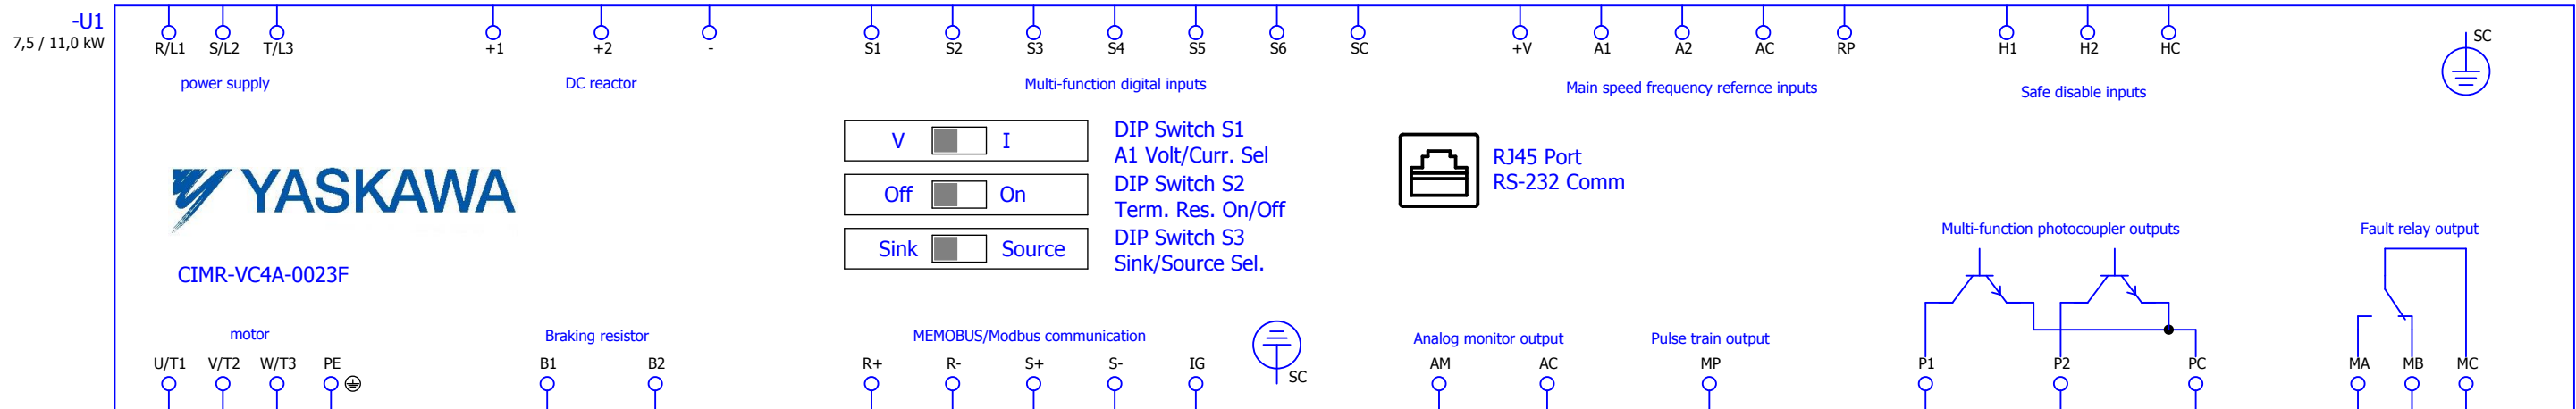 -U1
7,5 / 11,0 kW
R/L1 S/L2 T/L3 +1 +2 - S1 S2 S3 S4 S5 S6 SC +V A1 A2 AC RP H1 H2 HC SC
power supply DC reactor Multi-function digital inputs Main speed frequency refernce inputs Safe disable inputs
V I DIP Switch S1
A1 Volt/Curr. Sel
Off On DIP Switch S2
Term. Res. On/Off
Sink Source DIP Switch S3
Sink/Source Sel.
RJ45 Port
RS-232 Comm
YASKAWA
CIMR-VC4A-0023F
Multi-function photocoupler outputs Fault relay output
motor Braking resistor MEMOBUS/Modbus communication Analog monitor output Pulse train output
U/T1 V/T2 W/T3 PE B1 B2 R+ R- S+ S- IG SC AM AC MP P1 P2 PC MA MB MC